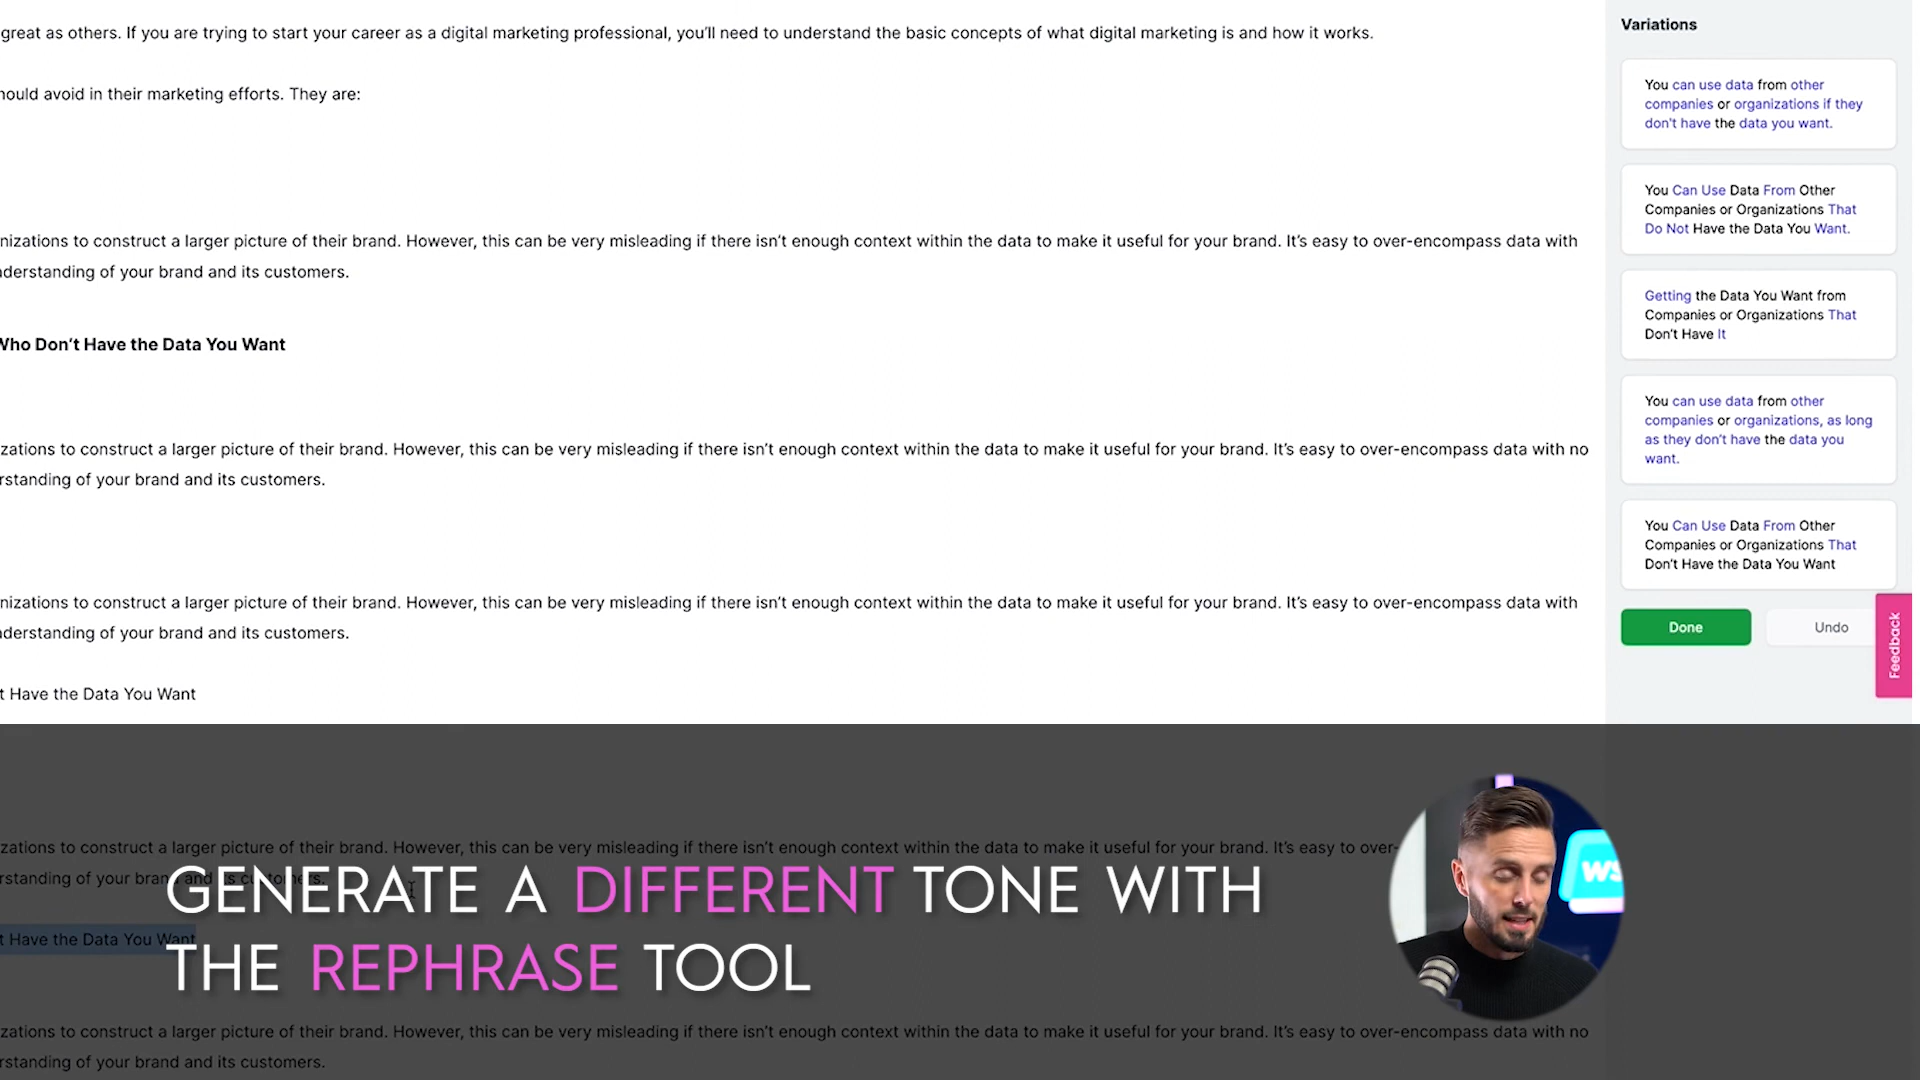 great as others. If you are trying to start your career as a digital marketing professional, you'll need to understand the basic concepts of what digital marketing is and how it works.
hould avoid in their marketing efforts. They are:
nizations to construct a larger picture of their brand. However, this can be very misleading if there isn't enough context within the data to make it useful for your brand. It's easy to over-encompass data with
derstanding of your brand and its customers.
Who Don't Have the Data You Want
zations to construct a larger picture of their brand. However, this can be very misleading if there isn't enough context within the data to make it useful for your brand. It's easy to over-encompass data with no
rstanding of your brand and its customers.
nizations to construct a larger picture of their brand. However, this can be very misleading if there isn't enough context within the data to make it useful for your brand. It's easy to over-encompass data with
derstanding of your brand and its customers.
t Have the Data You Want
zations to construct a larger picture of their brand. However, this can be very misleading if there isn't enough context within the data to make it useful for your brand. It's easy to over-
rstanding of your brand and its customers.
t Have the Data You Want
zations to construct a larger picture of their brand. However, this can be very misleading if there isn't enough context within the data to make it useful for your brand. It's easy to over-encompass data with no
rstanding of your brand and its customers.
Variations
You can use data from other
companies or organizations if they
don't have the data you want.
You Can Use Data From Other
Companies or Organizations That
Do Not Have the Data You Want.
Getting the Data You Want from
Companies or Organizations That
Don't Have It
You can use data from other
companies or organizations, as long
as they don't have the data you
want.
You Can Use Data From Other
Companies or Organizations That
Don't Have the Data You Want
Done
Undo
Feedback
GENERATE A DIFFERENT TONE WITH
THE REPHRASE TOOL
WS